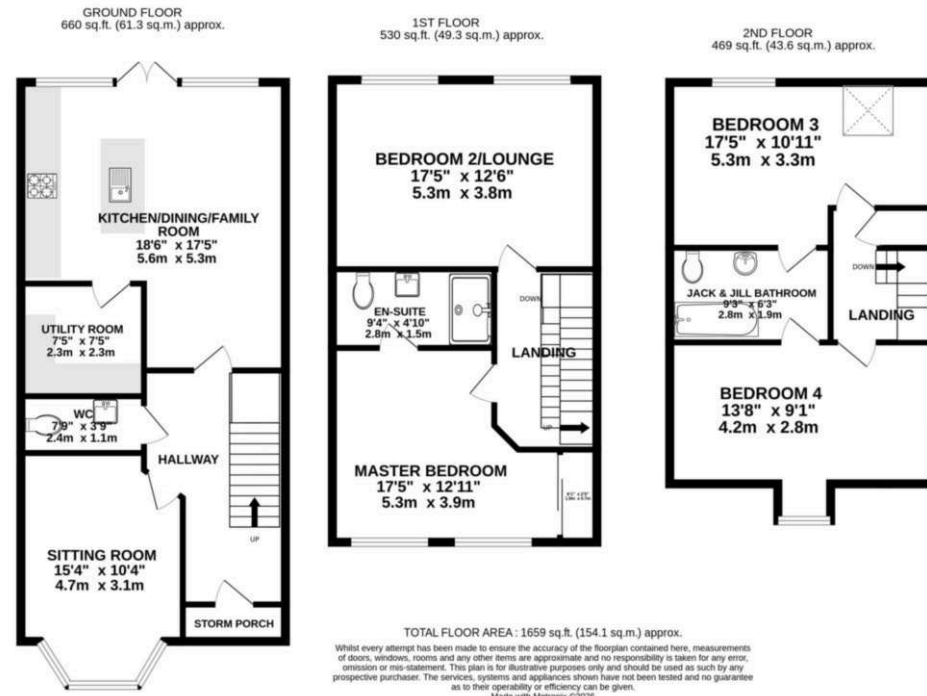 GROUND FLOOR
660 sq.ft. (61.3 sq.m.) approx.
KITCHEN/DINING/FAMILY
ROOM
18'6" x 17'5"
5.6m x 5.3m
UTILITY ROOM
7'5" x 7'5"
2.3m x 2.3m
WC
7'9" x 3'9"
2.4m x 1.1m
HALLWAY
UP
SITTING ROOM
15'4" x 10'4"
4.7m x 3.1m
STORM PORCH
1ST FLOOR
530 sq.ft. (49.3 sq.m.) approx.
BEDROOM 2/LOUNGE
17'5" x 12'6"
5.3m x 3.8m
EN-SUITE
9'4" x 4'10"
2.8m x 1.5m
DOWN
LANDING
UP
MASTER BEDROOM
17'5" x 12'11"
5.3m x 3.9m
2ND FLOOR
469 sq.ft. (43.6 sq.m.) approx.
BEDROOM 3
17'5" x 10'11"
5.3m x 3.3m
JACK & JILL BATHROOM
9'3" x 6'3"
2.8m x 1.9m
DOWN
LANDING
BEDROOM 4
13'8" x 9'1"
4.2m x 2.8m
TOTAL FLOOR AREA : 1659 sq.ft. (154.1 sq.m.) approx.
Whilst every attempt has been made to ensure the accuracy of the floorplan contained here, measurements
of doors, windows, rooms and any other items are approximate and no responsibility is taken for any error,
omission or mis-statement. This plan is for illustrative purposes only and should be used as such by any
prospective purchaser. The services, systems and appliances shown have not been tested and no guarantee
as to their operability or efficiency can be given.
Made with Metropix ©2026